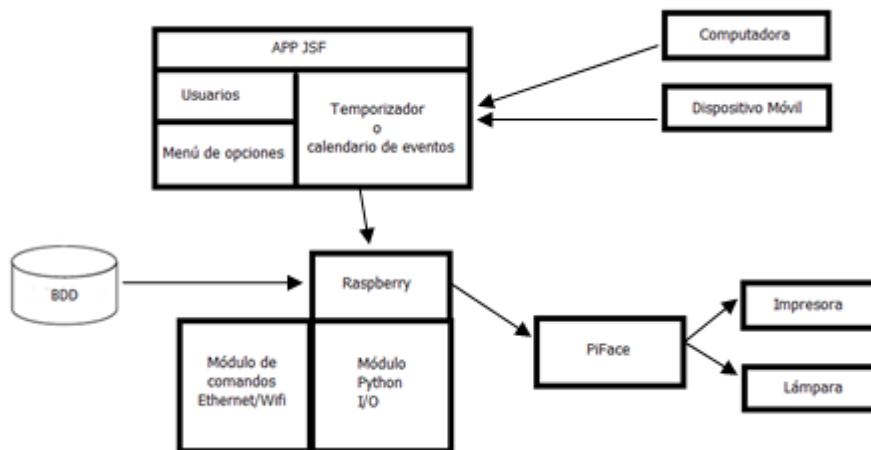 APP JSF
Usuarios
Menú de opciones
Temporizador
o
calendario de eventos
Computadora
Dispositivo Móvil
BDD
Raspberry
Módulo de
comandos
Ethernet/Wifi
Módulo
Python
I/O
PiFace
Impresora
Lámpara